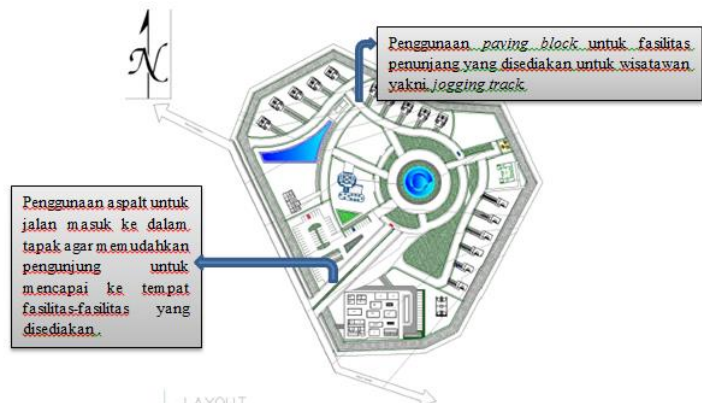 N
Penggunaan paving block untuk fasilitas
penunjang yang disediakan untuk wisatawan
yakni, jogging track.
Penggunaan aspalt untuk
jalan masuk ke dalam
tapak agar memudahkan
pengunjung untuk
mencapai ke tempat
fasilitas-fasilitas yang
disediakan .
LAYOUT